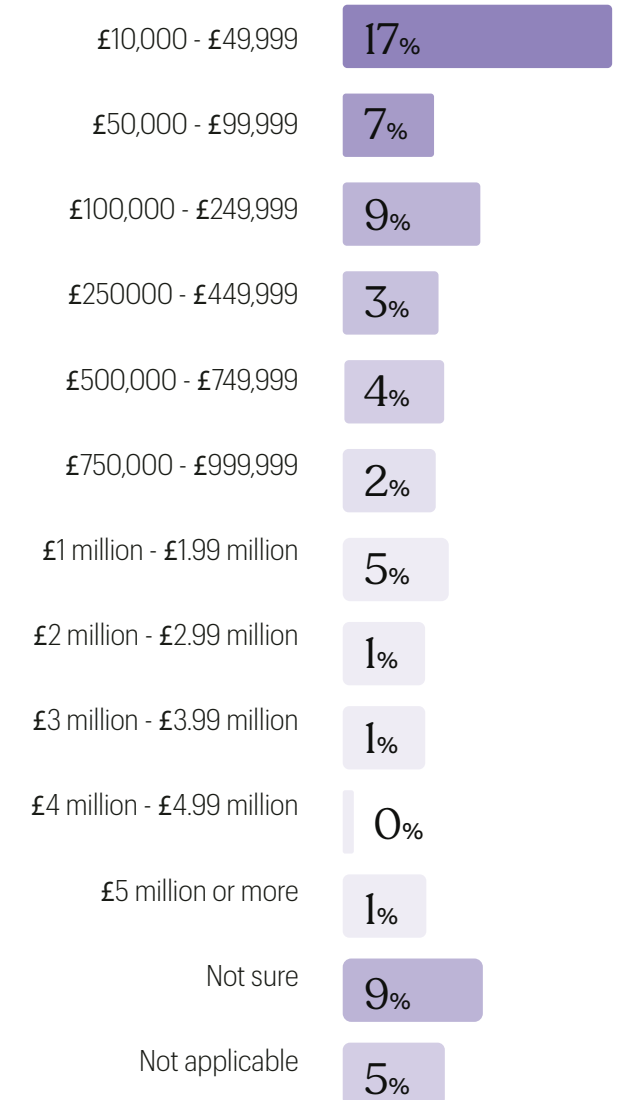 £10,000 - £49,999 17%
£50,000 - £99,999 7%
£100,000 - £249,999 9%
£250000 - £449,999 3%
£500,000 - £749,999 4%
£750,000 - £999,999 2%
£1 million - £1.99 million 5%
£2 million - £2.99 million 1%
£3 million - £3.99 million 1%
£4 million - £4.99 million 0%
£5 million or more 1%
Not sure 9%
Not applicable 5%